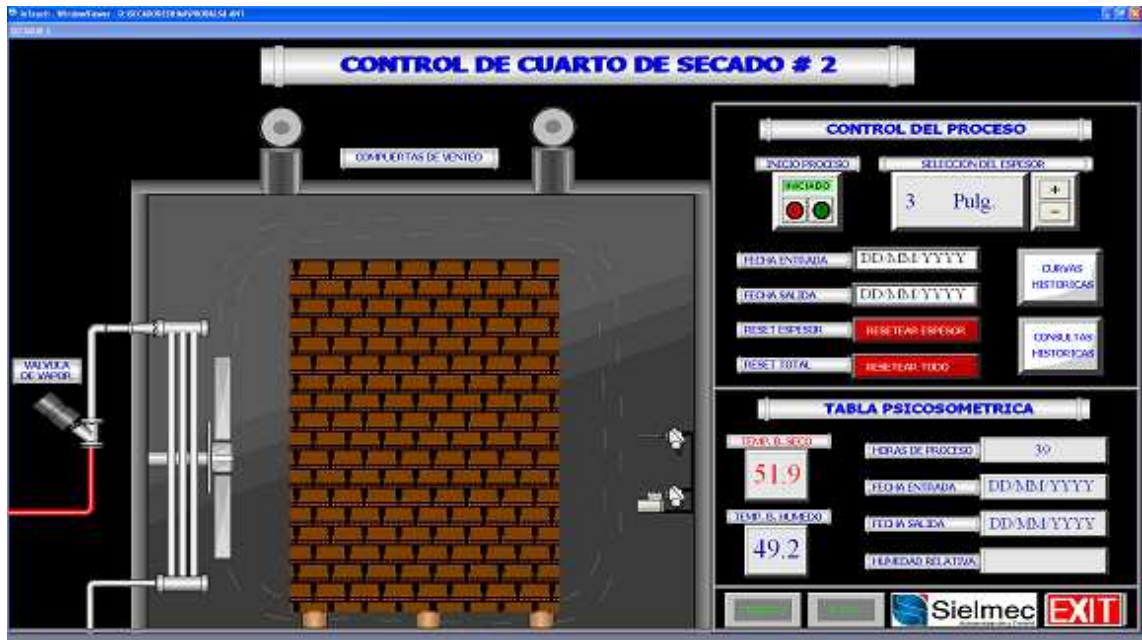 InTouch - WindowViewer
CONTROL DE CUARTO DE SECADO # 2
COMPUERTAS DE VENTEO
VALVULA
DE VAPOR
CONTROL DEL PROCESO
INICIO PROCESO
SELECCION DEL ESPESOR
INICIADO
3 Pulg.
+
-
FECHA ENTRADA DD/MM/YYYY
FECHA SALIDA DD/MM/YYYY
RESET ESPESOR RESETEAR ESPESOR
RESET TOTAL RESETEAR TODO
CURVAS
HISTORICAS
CONSULTAS
HISTORICAS
TABLA PSICOSOMETRICA
TEMP. B. SECO
51.9
TEMP. B. HUMEDO
49.2
HORAS DE PROCESO 39
FECHA ENTRADA DD/MM/YYYY
FECHA SALIDA DD/MM/YYYY
HUMEDAD RELATIVA
Sielmec
EXIT